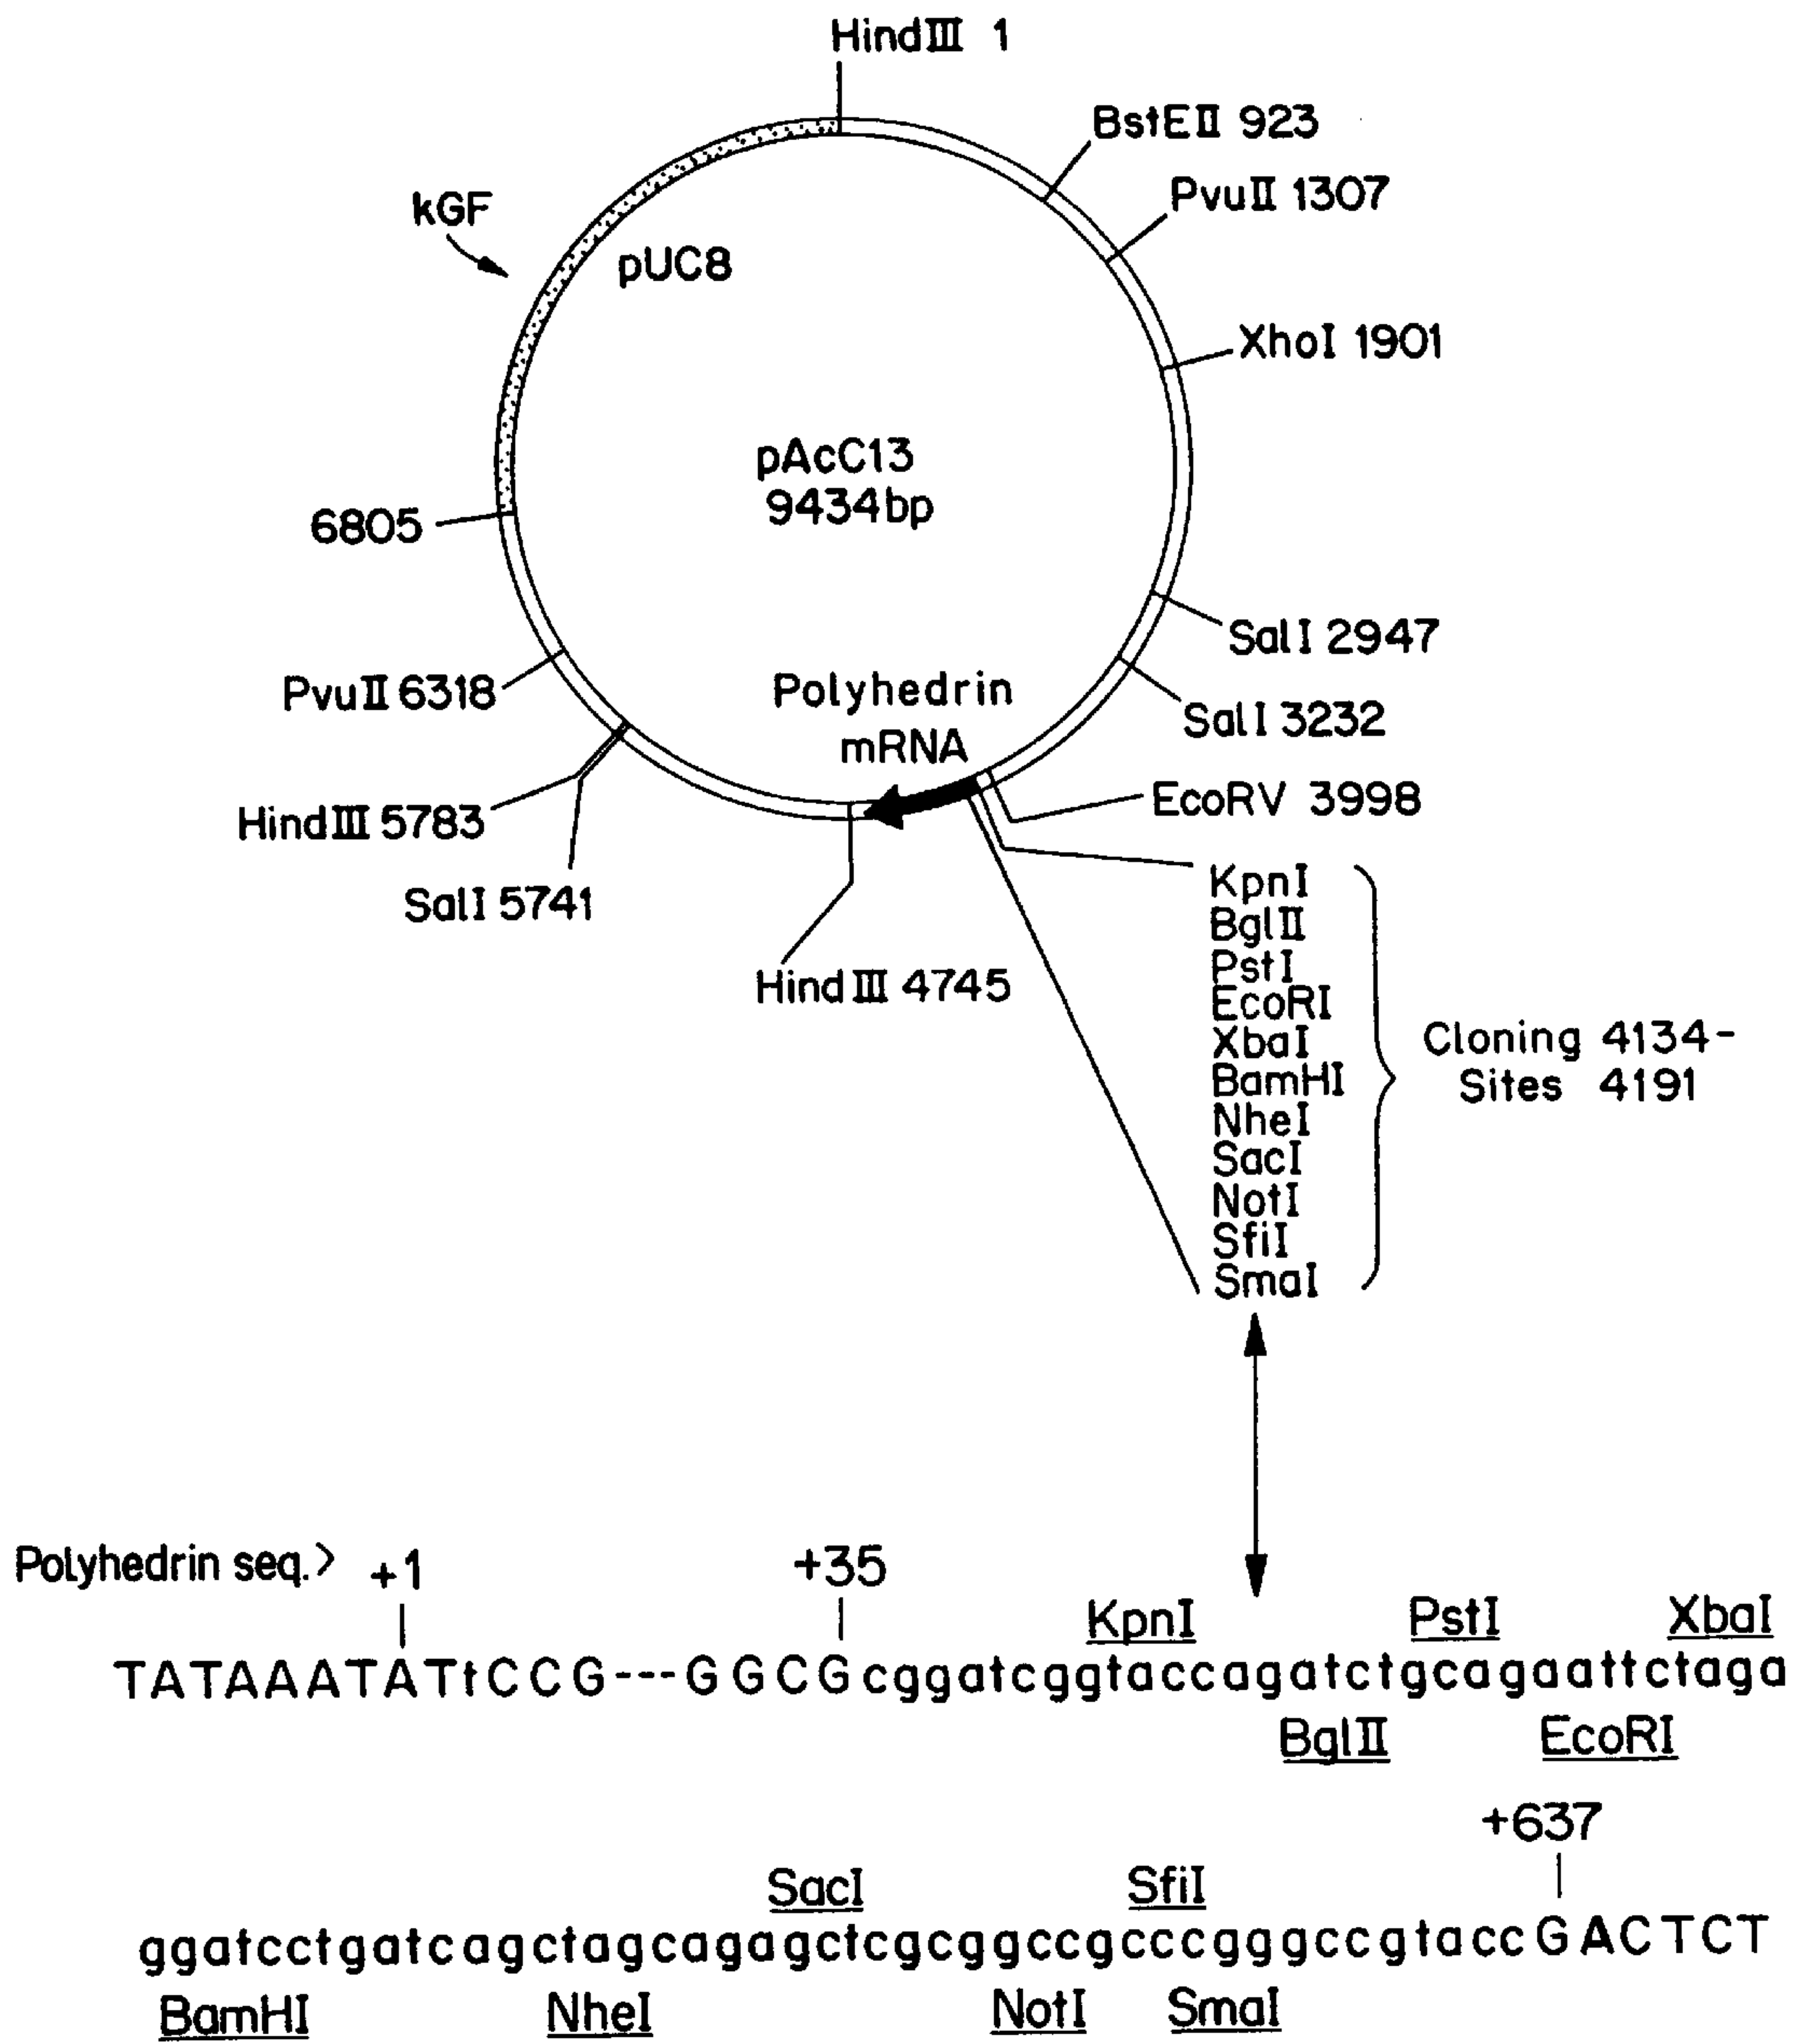 HindIII 1
BstEII 923
PvuII 1307
kGF
pUC8
XhoI 1901
pAcC13
9434bp
6805
SalI 2947
PvuII 6318
Polyhedrin
mRNA
SalI 3232
HindIII 5783
EcoRV 3998
SalI 5741
HindIII 4745
KpnI
BglII
PstI
EcoRI
XbaI
BamHI
NheI
SacI
NotI
SfiI
SmaI
Cloning 4134-
Sites 4191
Polyhedrin seq.> +1 +35
KpnI PstI XbaI
TATAAATATtCCG---GGCGcggatcggtaccagatctgcagaattctaga
BglII EcoRI
+637
SacI SfiI
ggatcctgatcagctagcagagctcgcggccgcccgggccgtaccGACTCT
BamHI NheI NotI SmaI